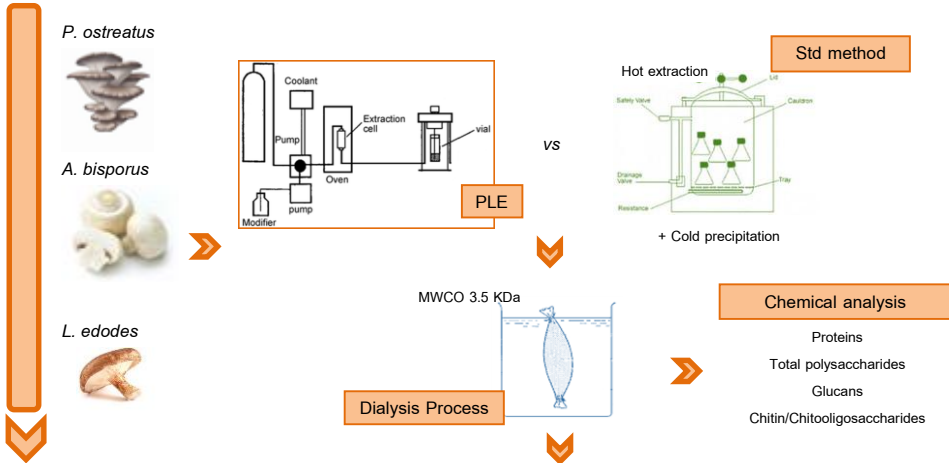 P. ostreatus
A. bisporus
L. edodes
Coolant
Pump
Extraction
cell
Oven
vial
pump
Modifier
PLE
vs
Std method
Hot extraction
Lid
Safety Valve
Cauldron
Drainage
Valve
Tray
Resistance
+ Cold precipitation
MWCO 3.5 KDa
Dialysis Process
Chemical analysis
Proteins
Total polysaccharides
Glucans
Chitin/Chitooligosaccharides